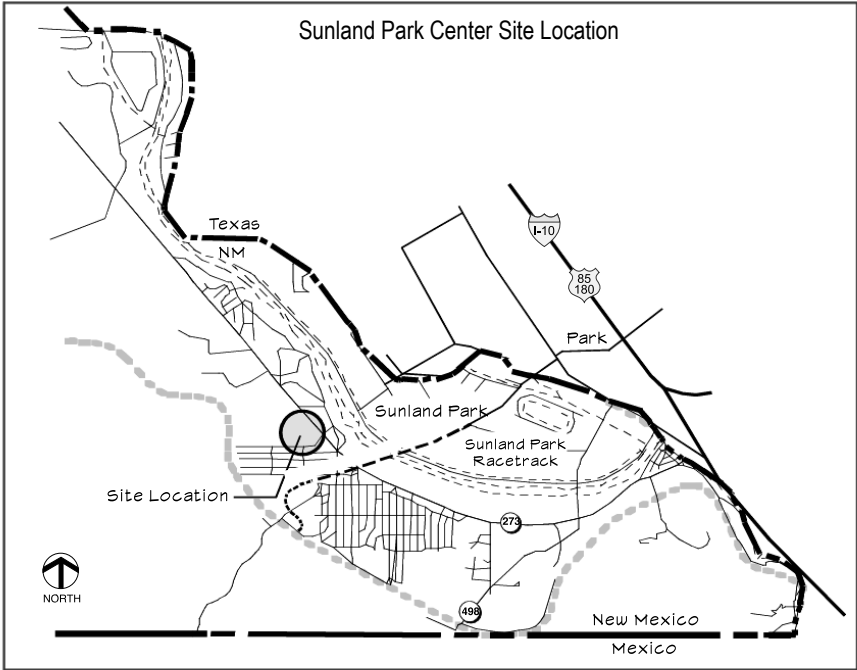 Sunland Park Center Site Location
Texas
NM
I-10
85
180
Park
Sunland Park
Sunland Park
Racetrack
Site Location
273
498
NORTH
New Mexico
Mexico